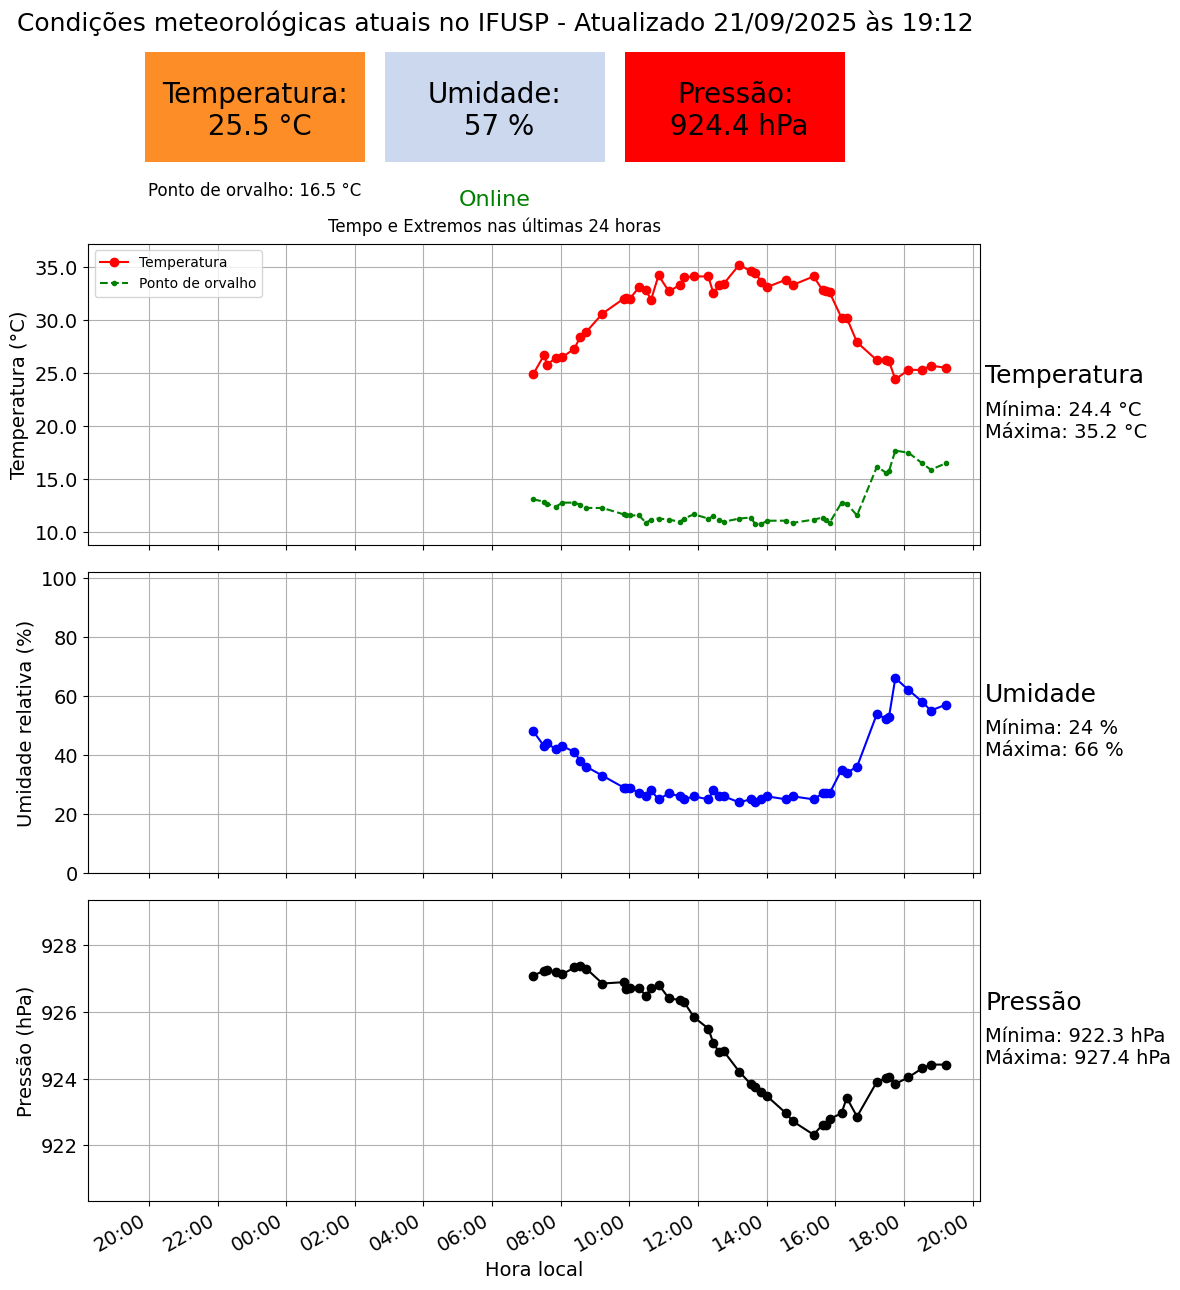 Condições meteorológicas atuais no IFUSP - Atualizado 21/09/2025 às 19:12
Temperatura:
25.5 °C
Umidade:
57 %
Pressão:
924.4 hPa
Ponto de orvalho: 16.5 °C
Online
Tempo e Extremos nas últimas 24 horas
Temperatura
Ponto de orvalho
Temperatura (°C)
35.0
30.0
25.0
20.0
15.0
10.0
Temperatura
Mínima: 24.4 °C
Máxima: 35.2 °C
Umidade relativa (%)
100
80
60
40
20
0
Umidade
Mínima: 24 %
Máxima: 66 %
Pressão (hPa)
928
926
924
922
Pressão
Mínima: 922.3 hPa
Máxima: 927.4 hPa
20:00
22:00
00:00
02:00
04:00
06:00
08:00
10:00
12:00
14:00
16:00
18:00
20:00
Hora local